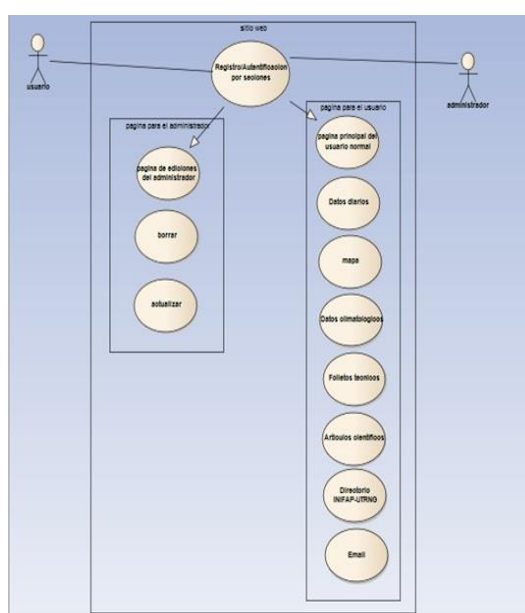 sitio web
usuario
Registro/Autentificacion
por seciones
administrador
pagina para el administrador
pagina de ediciones
del administrador
borrar
actualizar
pagina para el usuario
pagina principal del
usuario normal
Datos diarios
mapa
Datos climatologicos
Folletos tecnicos
Articulos cientificos
Directorio
INIFAP-UTRNG
Email